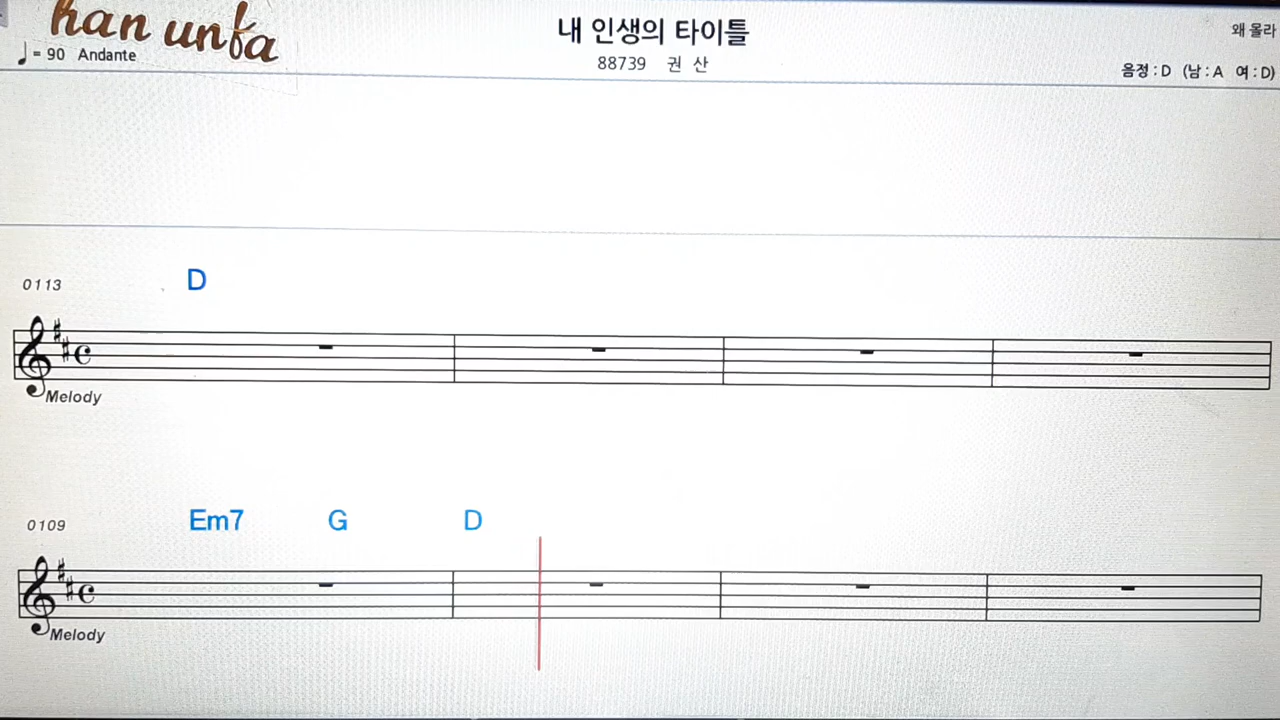 han unfa
♩= 90 Andante
내 인생의 타이틀
88739 권 산
왜 몰라
음정 : D (남 : A 여 : D)
0113 D
Melody
0109 Em7 G D
Melody